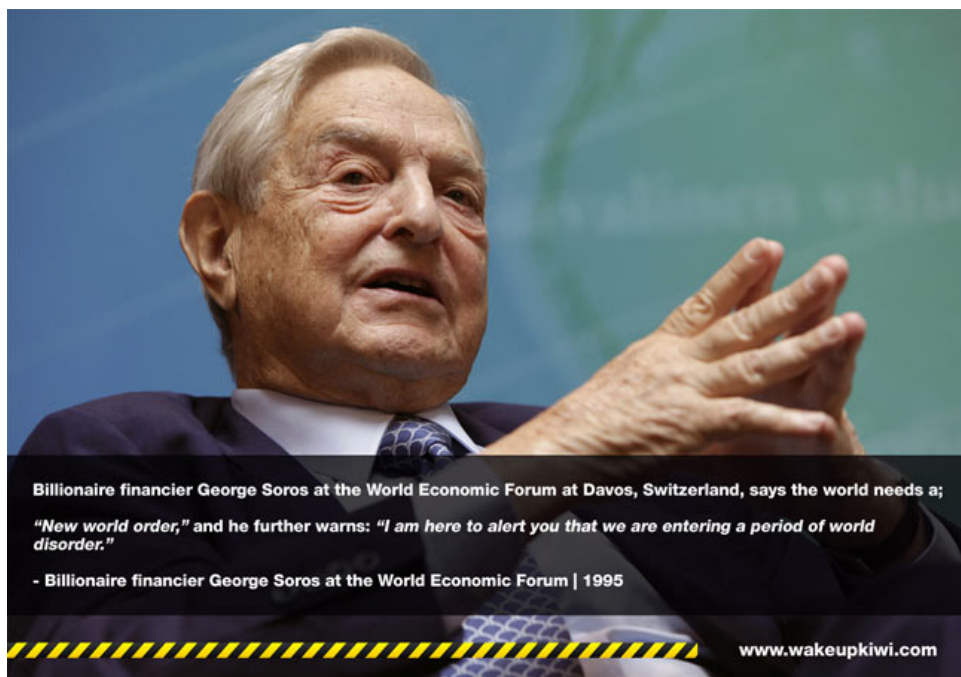 Billionaire financier George Soros at the World Economic Forum at Davos, Switzerland, says the world needs a;
“New world order,” and he further warns: “I am here to alert you that we are entering a period of world
disorder.”
- Billionaire financier George Soros at the World Economic Forum | 1995
www.wakeupkiwi.com